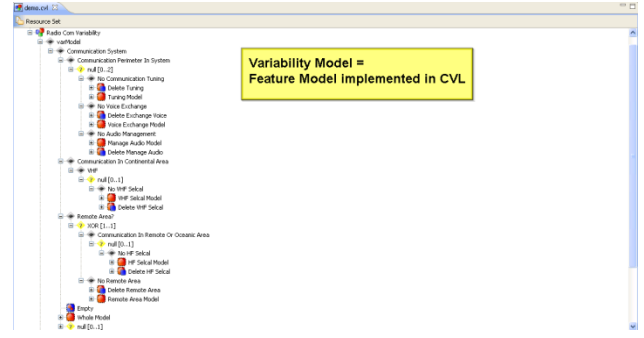 demo.cvl
Resource Set
Radio Com Variability
varModel
Communication System
Communication Perimeter In System
null [0..2]
No Communication Tuning
Delete Tuning
Tuning Model
No Voice Exchange
Delete Exchange Voice
Voice Exchange Model
No Audio Management
Manage Audio Model
Delete Manage Audio
Communication In Continental Area
VHF
null [0..1]
No VHF Selcal
VHF Selcal Model
Delete VHF Selcal
Remote Area?
XOR [1..1]
Communication In Remote Or Oceanic Area
null [0..1]
No HF Selcal
HF Selcal Model
Delete HF Selcal
No Remote Area
Delete Remote Area
Remote Area Model
Empty
Whole Model
null [0..1]
Variability Model =
Feature Model implemented in CVL